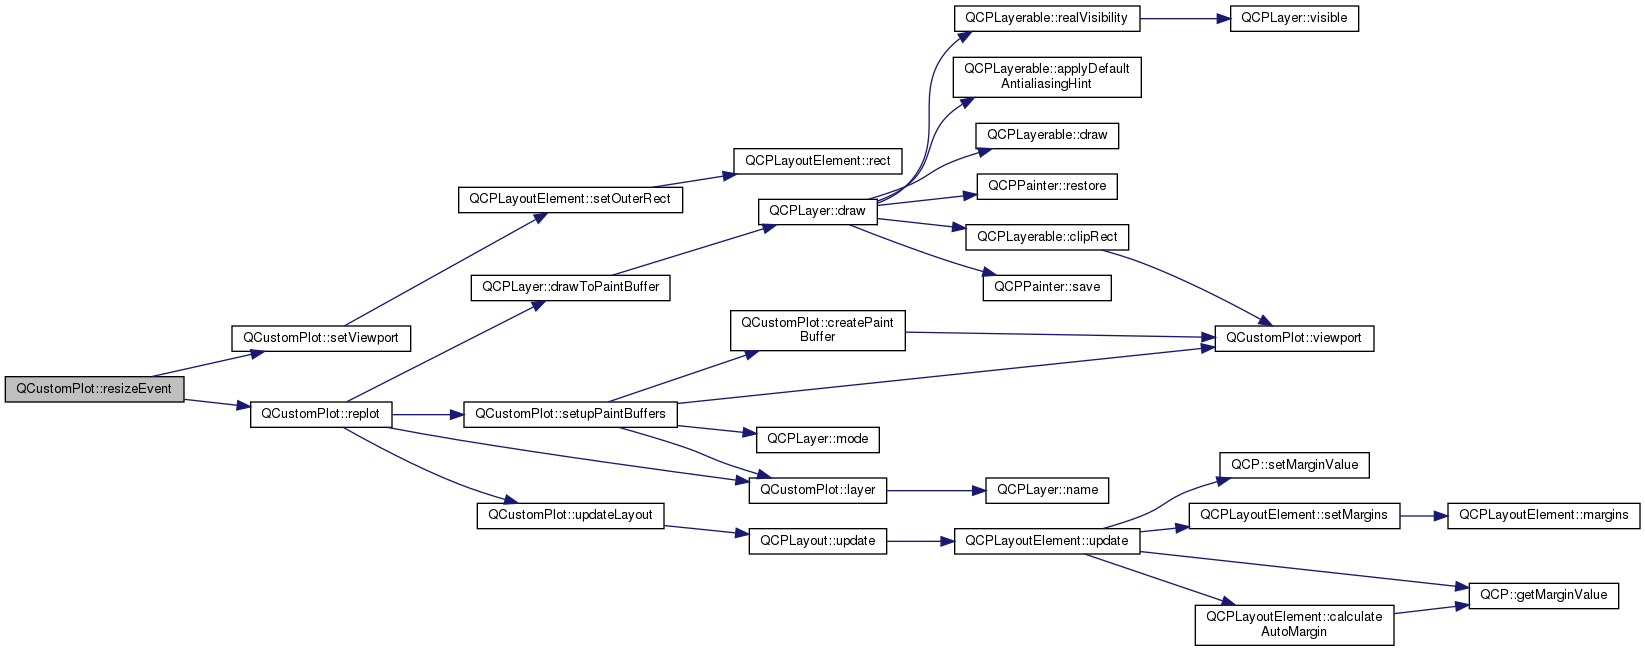 QCPLayerable::realVisibility
QCPLayer::visible
QCPLayerable::applyDefault
AntialiasingHint
QCPLayerable::draw
QCPLayoutElement::rect
QCPPainter::restore
QCPLayoutElement::setOuterRect
QCPLayer::draw
QCPLayerable::clipRect
QCPLayer::drawToPaintBuffer
QCPPainter::save
QCustomPlot::createPaint
Buffer
QCustomPlot::setViewport
QCustomPlot::viewport
QCustomPlot::resizeEvent
QCustomPlot::replot
QCustomPlot::setupPaintBuffers
QCPLayer::mode
QCP::setMarginValue
QCustomPlot::layer
QCPLayer::name
QCustomPlot::updateLayout
QCPLayoutElement::setMargins
QCPLayoutElement::margins
QCPLayout::update
QCPLayoutElement::update
QCP::getMarginValue
QCPLayoutElement::calculate
AutoMargin